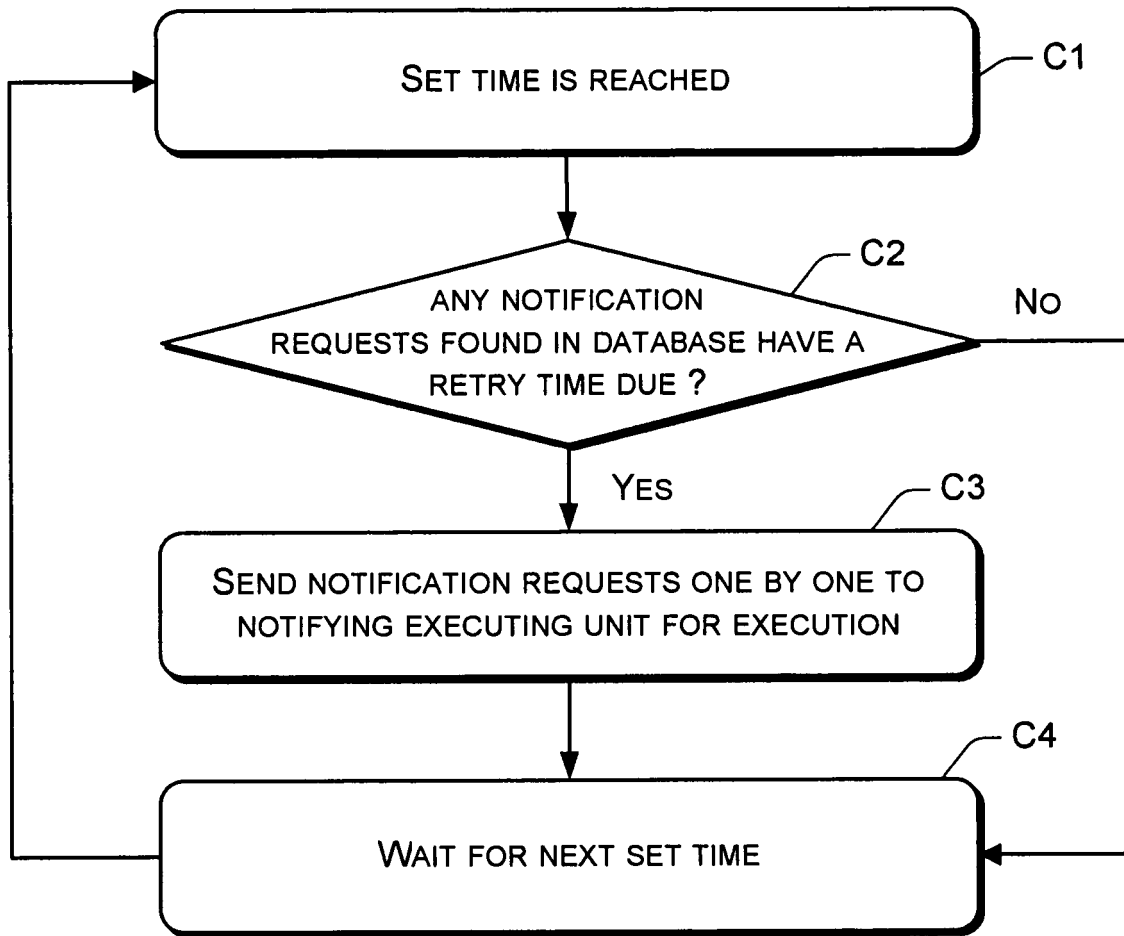 SET TIME IS REACHED
C1
C2
ANY NOTIFICATION
REQUESTS FOUND IN DATABASE HAVE A
RETRY TIME DUE ?
NO
YES
C3
SEND NOTIFICATION REQUESTS ONE BY ONE TO
NOTIFYING EXECUTING UNIT FOR EXECUTION
C4
WAIT FOR NEXT SET TIME